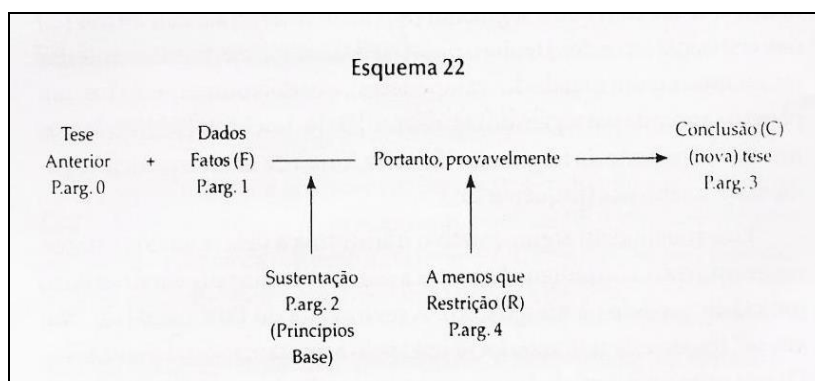 Esquema 22
Tese
Anterior
P.arg. 0
+
Dados
Fatos (F)
P.arg. 1
Portanto, provavelmente
Conclusão (C)
(nova) tese
P.arg. 3
Sustentação
P.arg. 2
(Princípios
Base)
A menos que
Restrição (R)
P.arg. 4